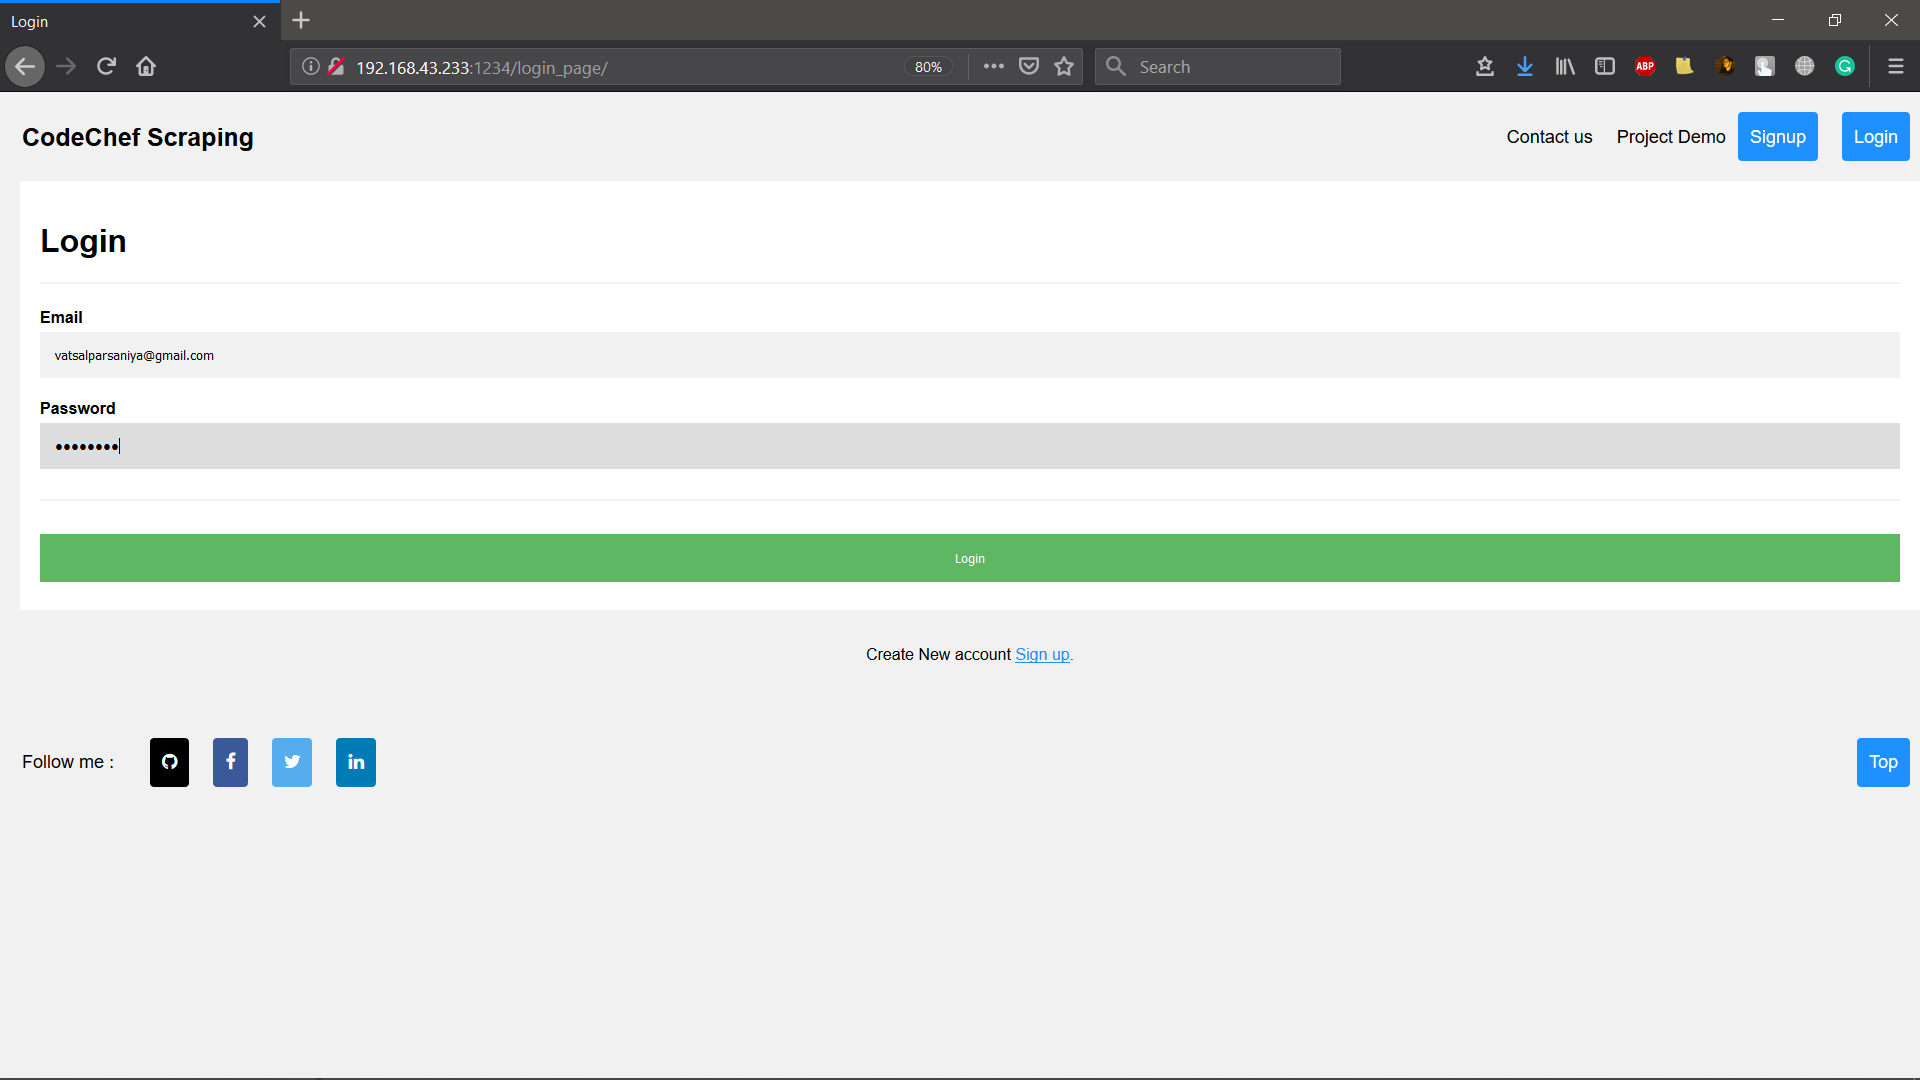 Login
192.168.43.233:1234/login_page/
80%
Search
ABP
CodeChef Scraping
Contact us
Project Demo
Signup
Login
Login
Email
vatsalparsaniya@gmail.com
Password
••••••••
Login
Create New account Sign up.
Follow me :
Top